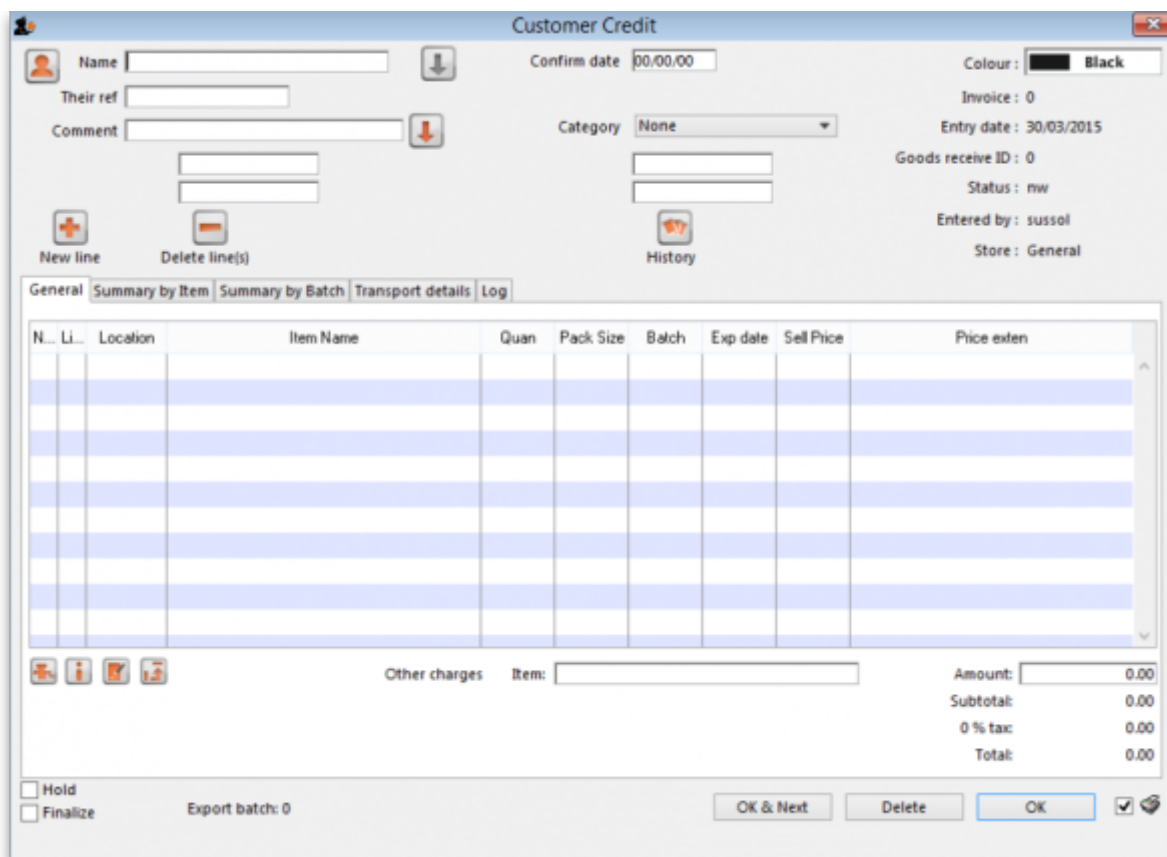 Customer Credit
Name
Confirm date 00/00/00
Colour : Black
Their ref
Invoice : 0
Comment
Category None
Entry date : 30/03/2015
Goods receive ID : 0
Status : nw
Entered by : sussol
New line
Delete line(s)
History
Store : General
General Summary by Item Summary by Batch Transport details Log
N... Li... Location Item Name Quan Pack Size Batch Exp date Sell Price Price exten
Other charges Item:
Amount: 0.00
Subtotal: 0.00
0 % tax: 0.00
Total: 0.00
Hold
Finalize
Export batch: 0
OK & Next
Delete
OK